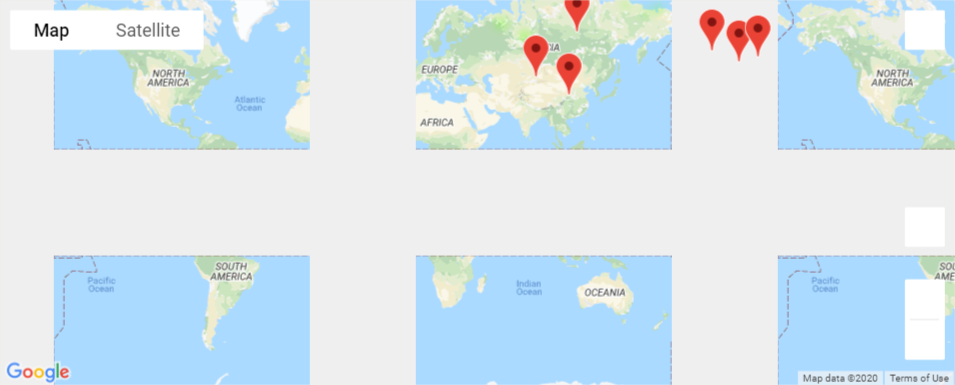 Map
Satellite
NORTH
AMERICA
Atlantic
Ocean
EUROPE
AFRICA
NORTH
AMERICA
Pacific
Ocean
SOUTH
AMERICA
Indian
Ocean
OCEANIA
Pacific
Ocean
Google
Map data ©2020
Terms of Use